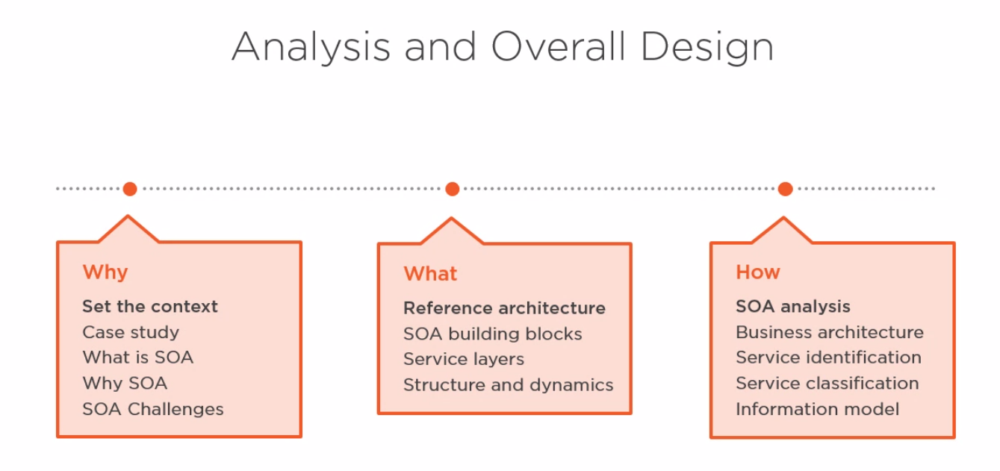 Analysis and Overall Design
Why
Set the context
Case study
What is SOA
Why SOA
SOA Challenges
What
Reference architecture
SOA building blocks
Service layers
Structure and dynamics
How
SOA analysis
Business architecture
Service identification
Service classification
Information model